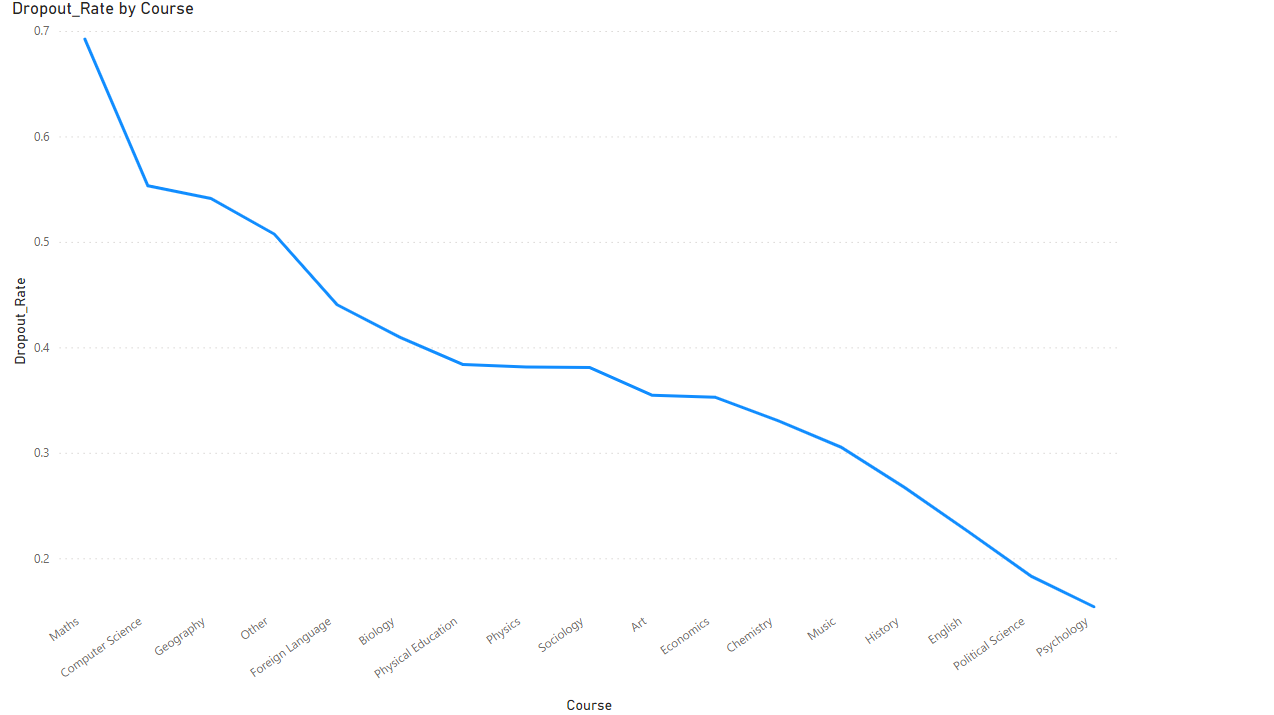 Dropout_Rate by Course
0.7
0.6
0.5
0.4
0.3
0.2
Dropout_Rate
Maths
Computer Science
Geography
Other
Foreign Language
Biology
Physical Education
Physics
Sociology
Art
Economics
Chemistry
Music
History
English
Political Science
Psychology
Course